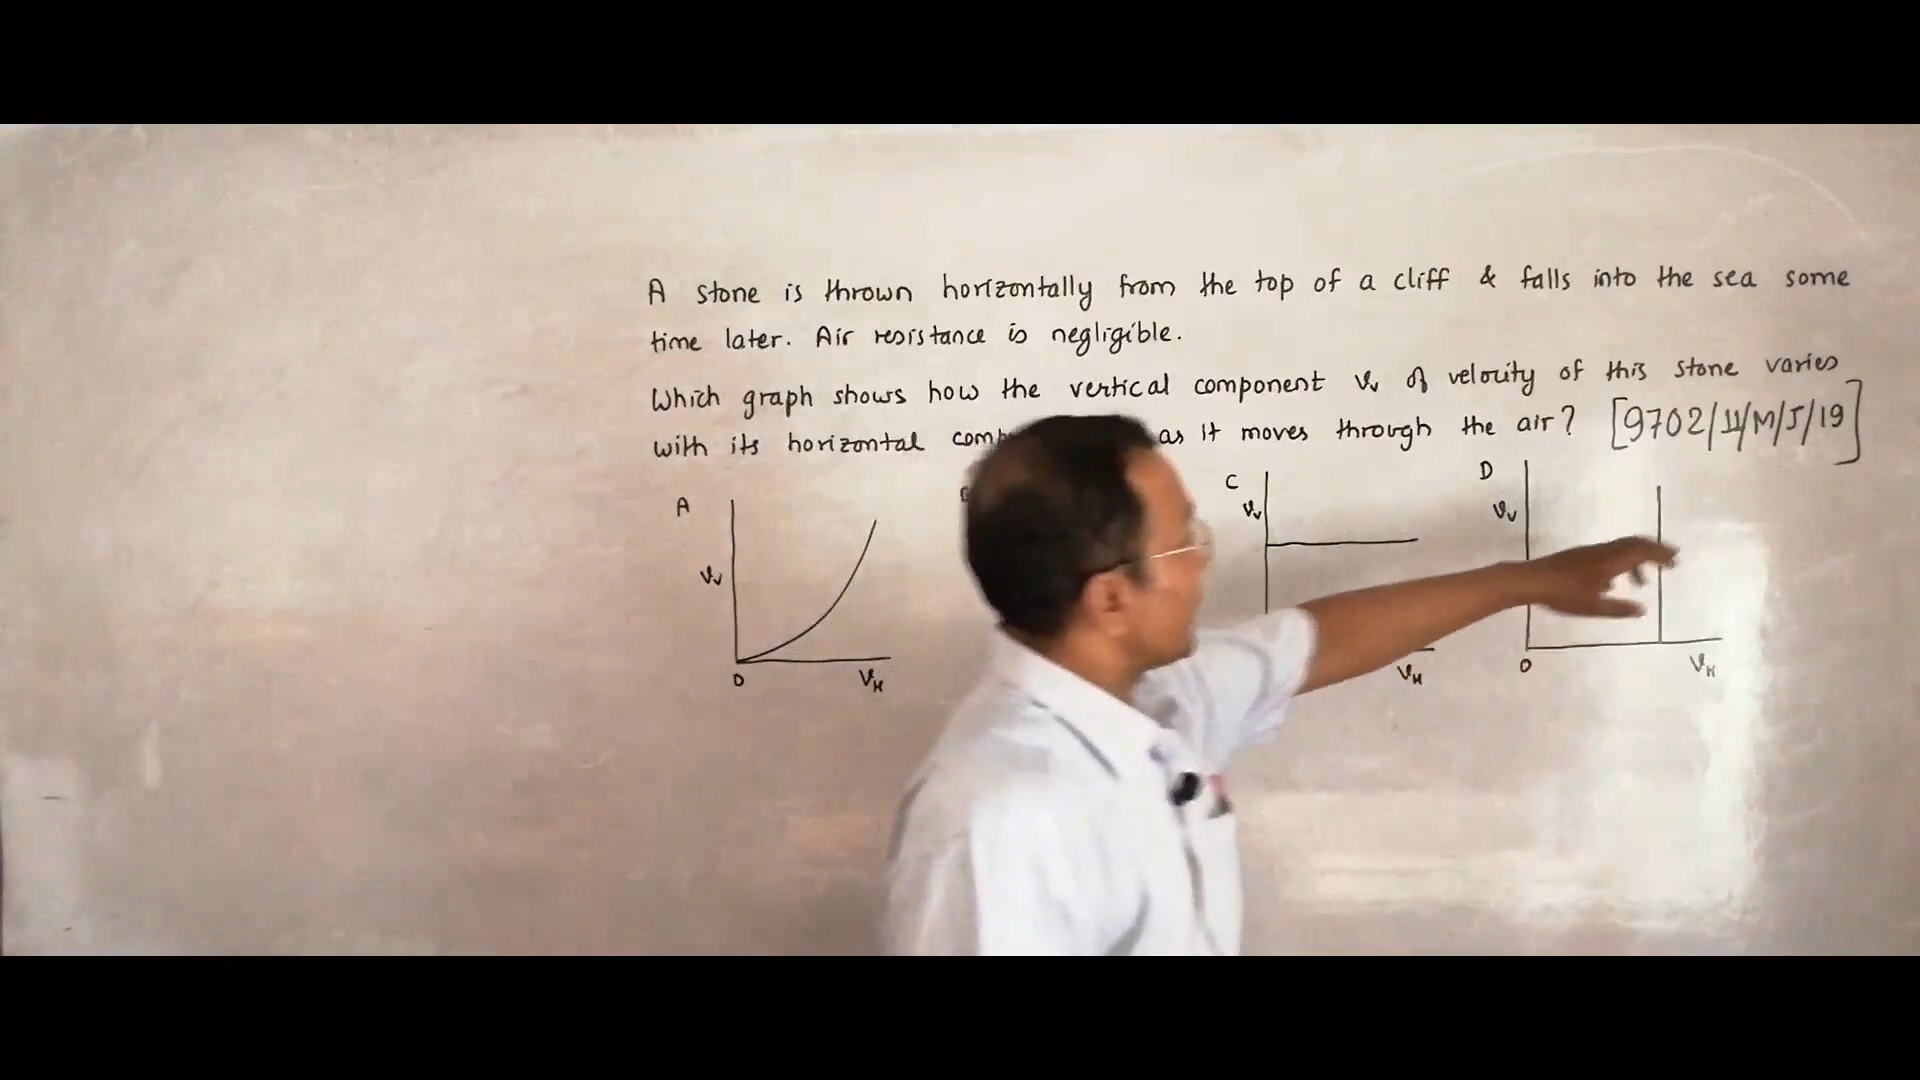 A stone is thrown horizontally from the top of a cliff & falls into the sea some
time later. Air resistance is negligible.
Which graph shows how the vertical component Vv of velocity of this stone varies
with its horizontal as it moves through the air? [9702/11/M/J/19]
A
Vv
0
VH
C
Vv
VH
D
Vv
0
VH